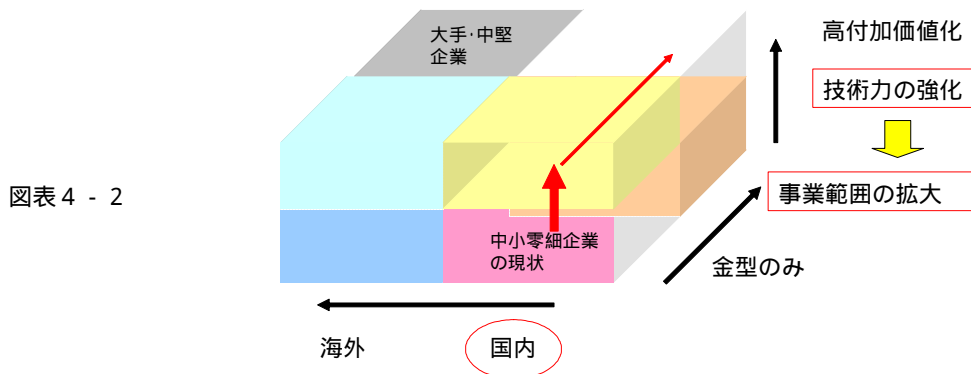 大手･中堅
企業
高付加価値化
技術力の強化
図表４-２
事業範囲の拡大
中小零細企業
の現状
金型のみ
海外
国内